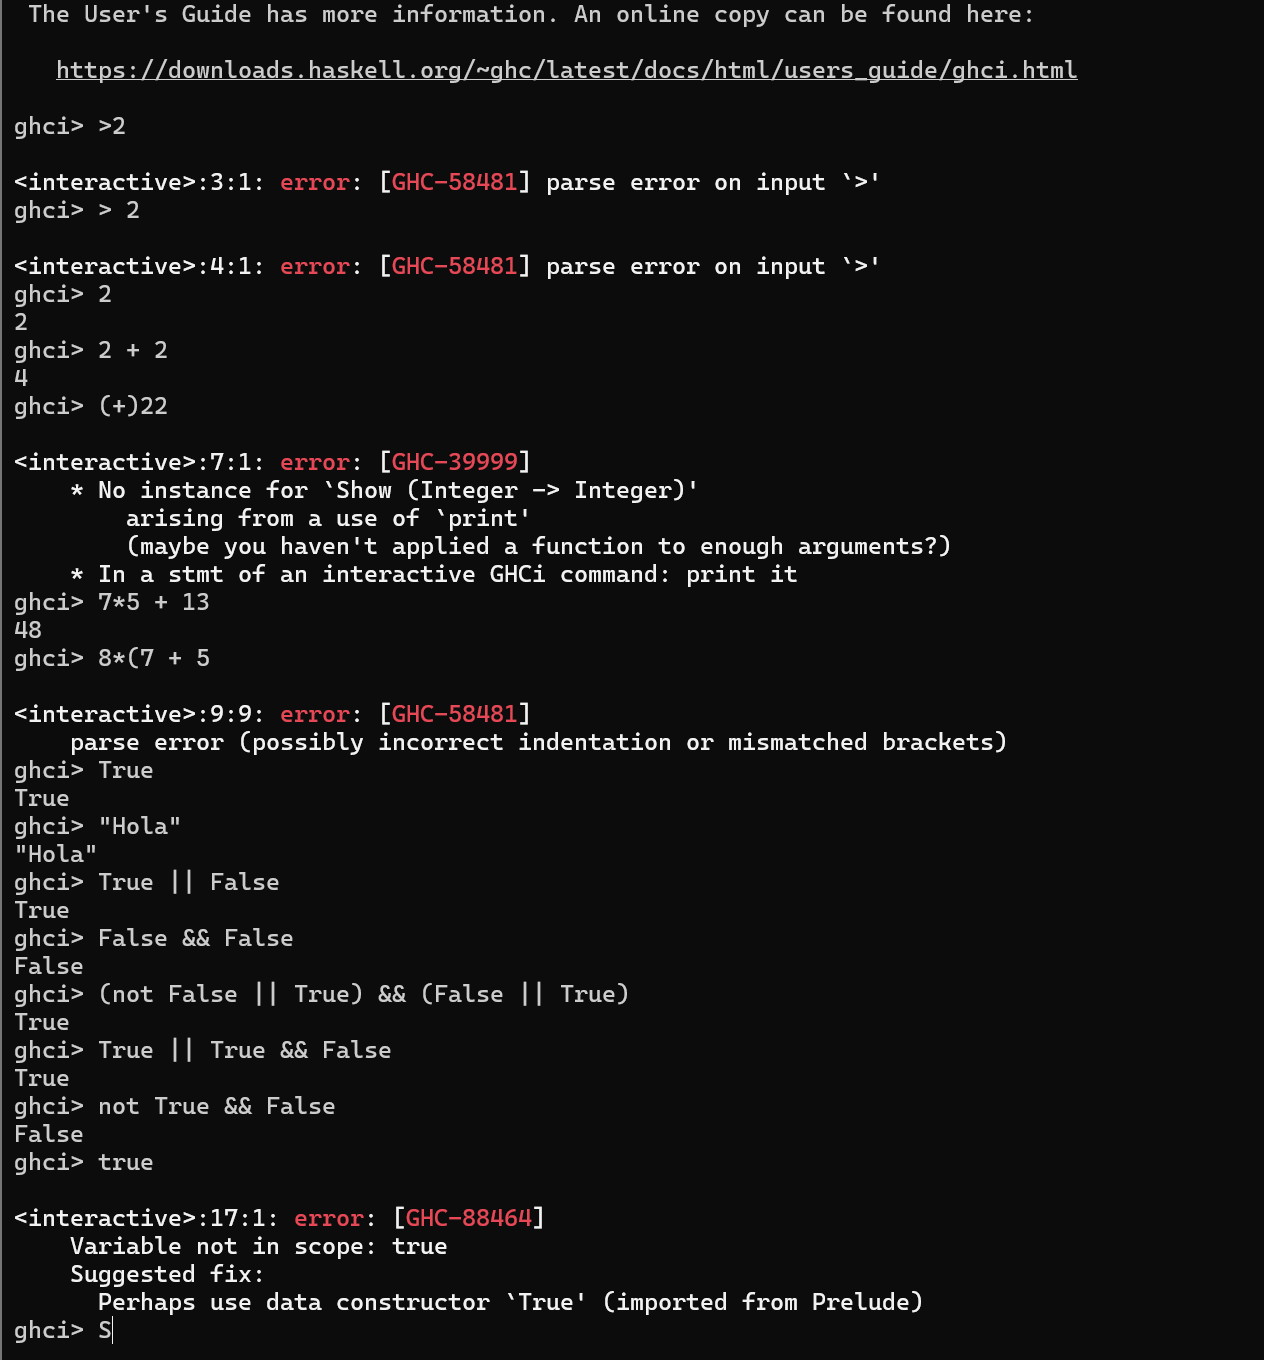 The User's Guide has more information. An online copy can be found here:
https://downloads.haskell.org/~ghc/latest/docs/html/users_guide/ghci.html
ghci> >2
<interactive>:3:1: error: [GHC-58481] parse error on input `>'
ghci> > 2
<interactive>:4:1: error: [GHC-58481] parse error on input `>'
ghci> 2
2
ghci> 2 + 2
4
ghci> (+)22
<interactive>:7:1: error: [GHC-39999]
    * No instance for `Show (Integer -> Integer)'
        arising from a use of `print'
        (maybe you haven't applied a function to enough arguments?)
    * In a stmt of an interactive GHCi command: print it
ghci> 7*5 + 13
48
ghci> 8*(7 + 5
<interactive>:9:9: error: [GHC-58481]
    parse error (possibly incorrect indentation or mismatched brackets)
ghci> True
True
ghci> "Hola"
"Hola"
ghci> True || False
True
ghci> False && False
False
ghci> (not False || True) && (False || True)
True
ghci> True || True && False
True
ghci> not True && False
False
ghci> true
<interactive>:17:1: error: [GHC-88464]
    Variable not in scope: true
    Suggested fix:
      Perhaps use data constructor `True' (imported from Prelude)
ghci> S